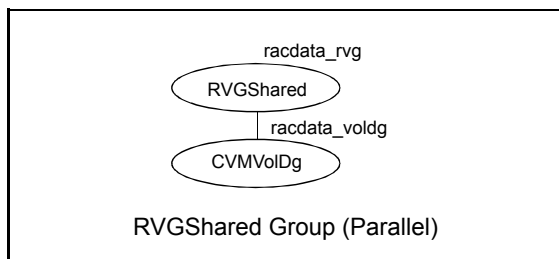 racdata_rvg
RVGShared
racdata_voldg
CVMVolDg
RVGShared Group (Parallel)